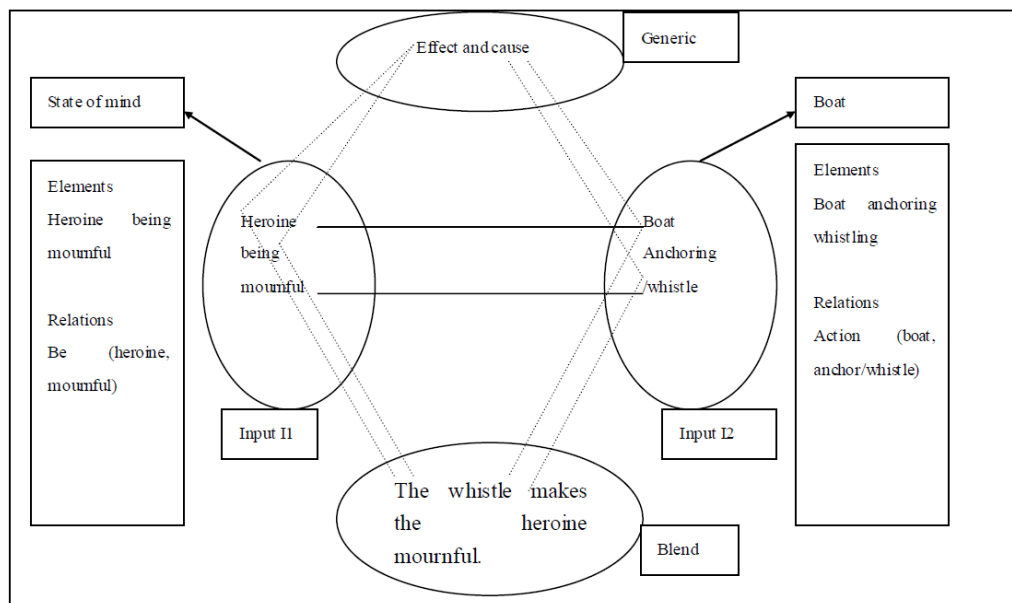 Effect and cause
Generic
State of mind
Boat
Elements
Heroine being
mournful
Relations
Be (heroine,
mournful)
Heroine
being
mournful
Boat
Anchoring
/whistle
Elements
Boat anchoring
whistling
Relations
Action (boat,
anchor/whistle)
Input I1
Input I2
The whistle makes
the heroine
mournful.
Blend